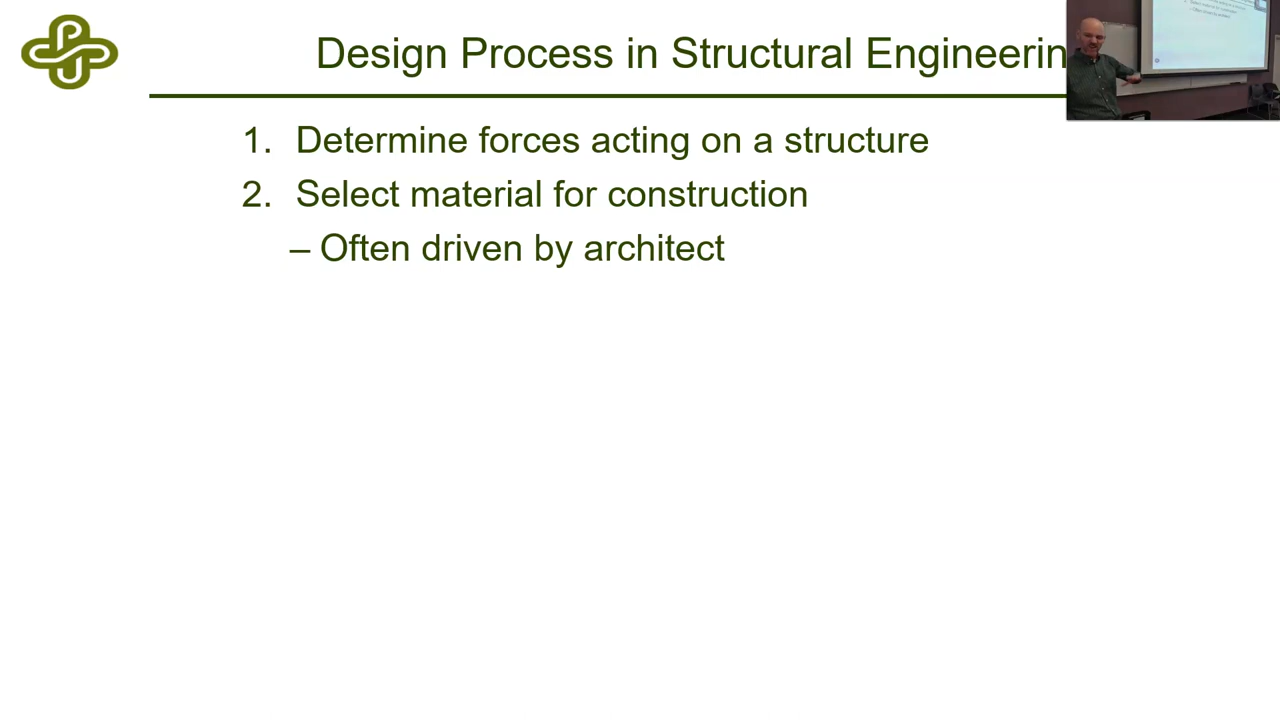 PSU
Design Process in Structural Engineerin
1. Determine forces acting on a structure
2. Select material for construction
– Often driven by architect